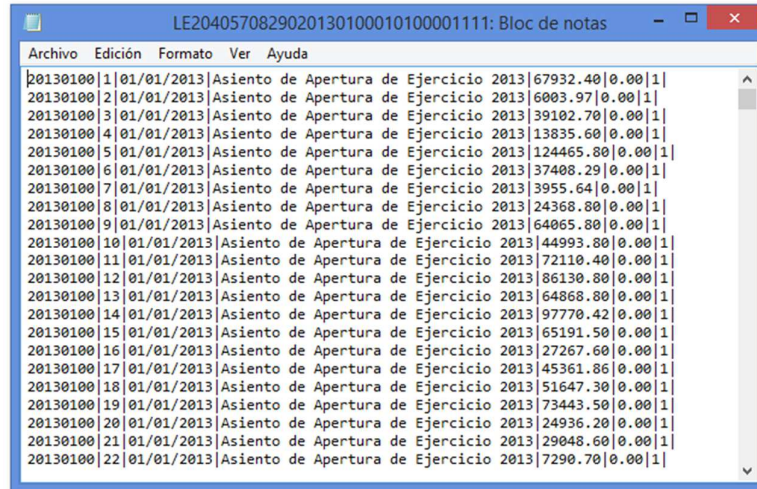 LE2040570829020130100010100001111: Bloc de notas
Archivo Edición Formato Ver Ayuda
20130100|1|01/01/2013|Asiento de Apertura de Ejercicio 2013|67932.40|0.00|1|
20130100|2|01/01/2013|Asiento de Apertura de Ejercicio 2013|6003.97|0.00|1|
20130100|3|01/01/2013|Asiento de Apertura de Ejercicio 2013|39102.70|0.00|1|
20130100|4|01/01/2013|Asiento de Apertura de Ejercicio 2013|13835.60|0.00|1|
20130100|5|01/01/2013|Asiento de Apertura de Ejercicio 2013|124465.80|0.00|1|
20130100|6|01/01/2013|Asiento de Apertura de Ejercicio 2013|37408.29|0.00|1|
20130100|7|01/01/2013|Asiento de Apertura de Ejercicio 2013|3955.64|0.00|1|
20130100|8|01/01/2013|Asiento de Apertura de Ejercicio 2013|24368.80|0.00|1|
20130100|9|01/01/2013|Asiento de Apertura de Ejercicio 2013|64065.80|0.00|1|
20130100|10|01/01/2013|Asiento de Apertura de Ejercicio 2013|44993.80|0.00|1|
20130100|11|01/01/2013|Asiento de Apertura de Ejercicio 2013|72110.40|0.00|1|
20130100|12|01/01/2013|Asiento de Apertura de Ejercicio 2013|86130.80|0.00|1|
20130100|13|01/01/2013|Asiento de Apertura de Ejercicio 2013|64868.80|0.00|1|
20130100|14|01/01/2013|Asiento de Apertura de Ejercicio 2013|97770.42|0.00|1|
20130100|15|01/01/2013|Asiento de Apertura de Ejercicio 2013|65191.50|0.00|1|
20130100|16|01/01/2013|Asiento de Apertura de Ejercicio 2013|27267.60|0.00|1|
20130100|17|01/01/2013|Asiento de Apertura de Ejercicio 2013|45361.86|0.00|1|
20130100|18|01/01/2013|Asiento de Apertura de Ejercicio 2013|51647.30|0.00|1|
20130100|19|01/01/2013|Asiento de Apertura de Ejercicio 2013|73443.50|0.00|1|
20130100|20|01/01/2013|Asiento de Apertura de Ejercicio 2013|24936.20|0.00|1|
20130100|21|01/01/2013|Asiento de Apertura de Ejercicio 2013|29048.60|0.00|1|
20130100|22|01/01/2013|Asiento de Apertura de Ejercicio 2013|7290.70|0.00|1|